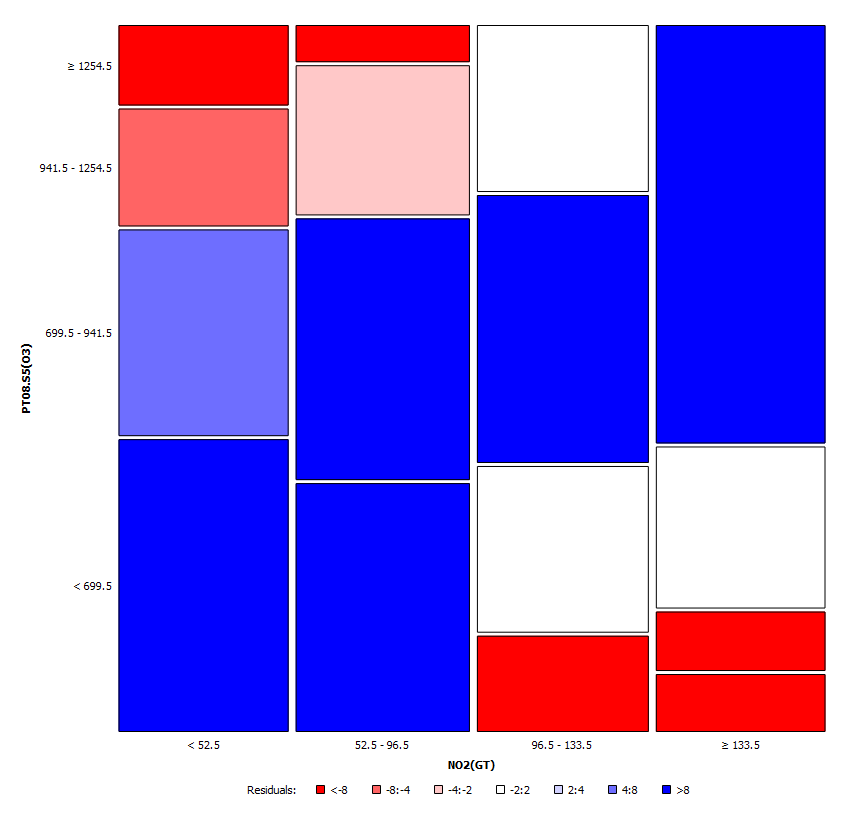 ≥ 1254.5
941.5 - 1254.5
699.5 - 941.5
< 699.5
PT08.S5(O3)
< 52.5
52.5 - 96.5
96.5 - 133.5
≥ 133.5
NO2(GT)
Residuals: <-8 -8:-4 -4:-2 -2:2 2:4 4:8 >8